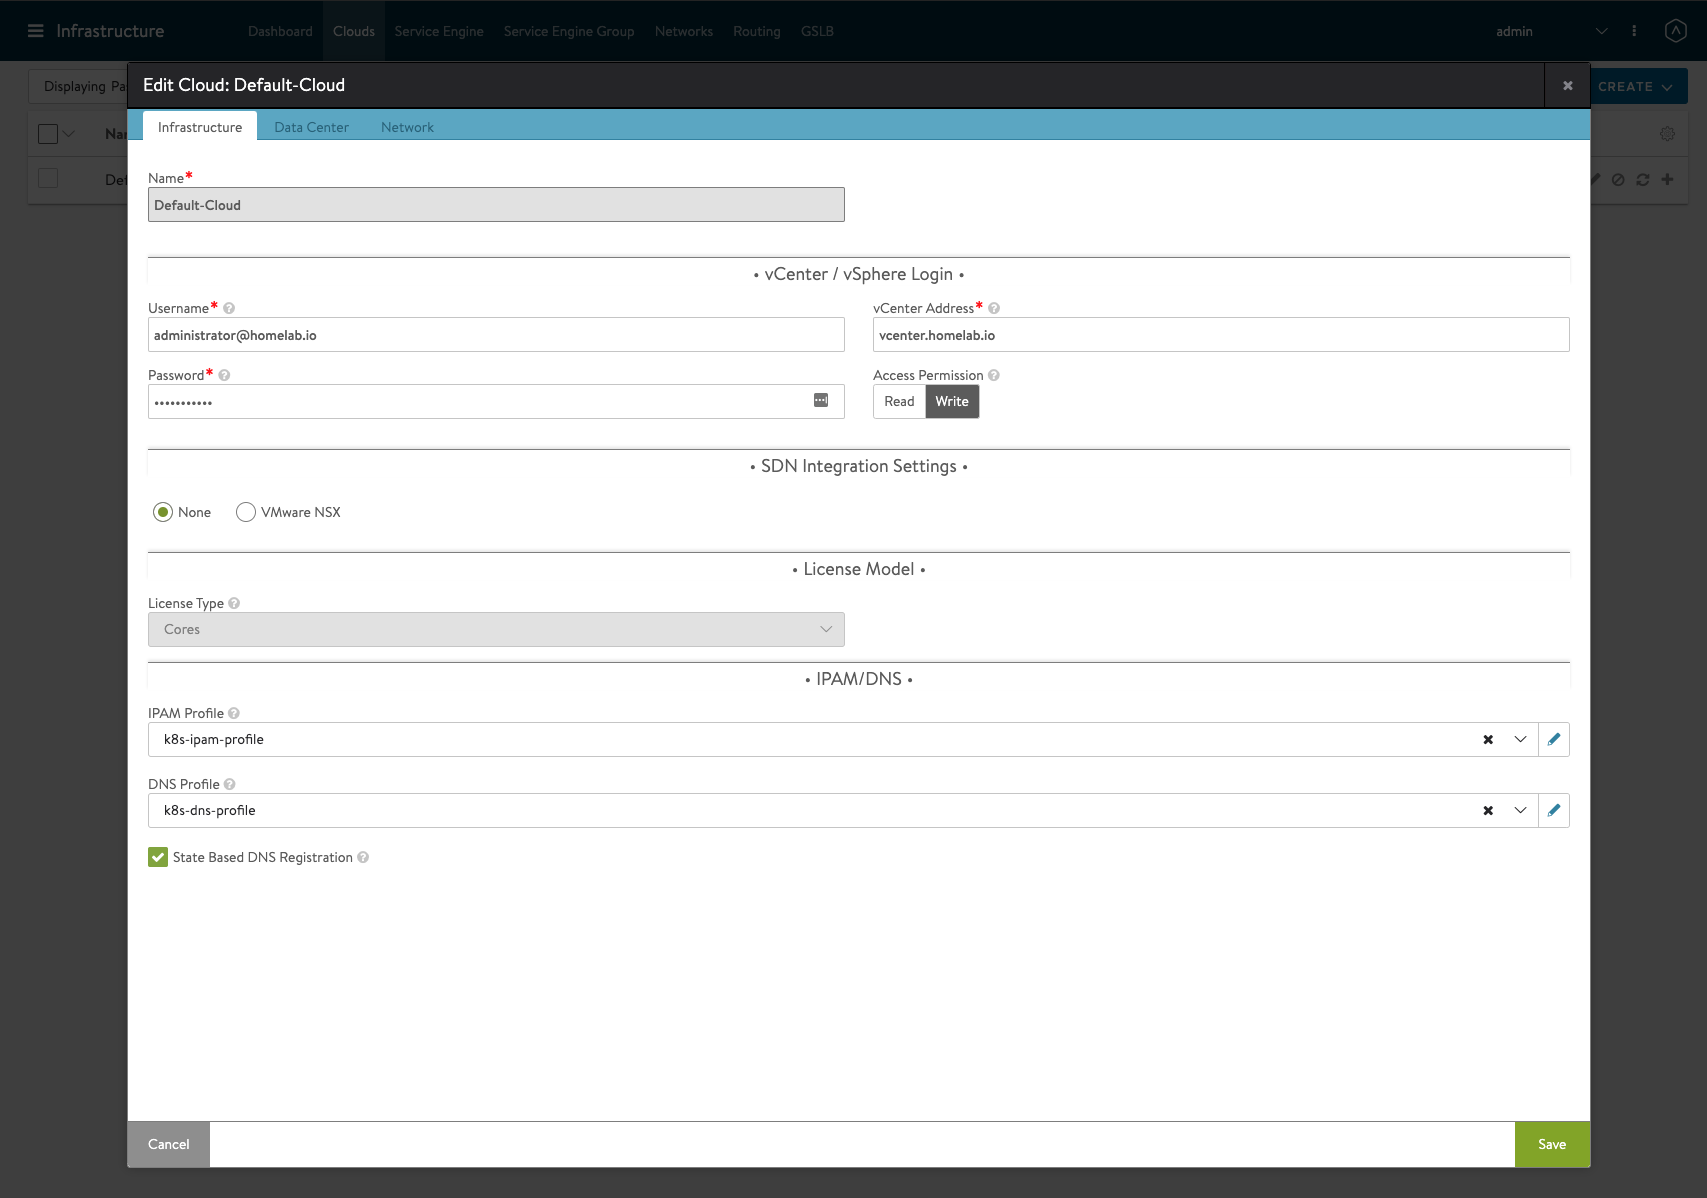 Infrastructure Dashboard Clouds Service Engine Service Engine Group Networks Routing GSLB admin
Displaying Pa
CREATE
Edit Cloud: Default-Cloud
Infrastructure Data Center Network
Nar
Def
Name*
Default-Cloud
• vCenter / vSphere Login •
Username* ?
vCenter Address* ?
administrator@homelab.io
vcenter.homelab.io
Password* ?
Access Permission ?
•••••••••••
Read Write
• SDN Integration Settings •
None VMware NSX
• License Model •
License Type ?
Cores
• IPAM/DNS •
IPAM Profile ?
k8s-ipam-profile
DNS Profile ?
k8s-dns-profile
State Based DNS Registration ?
Cancel
Save